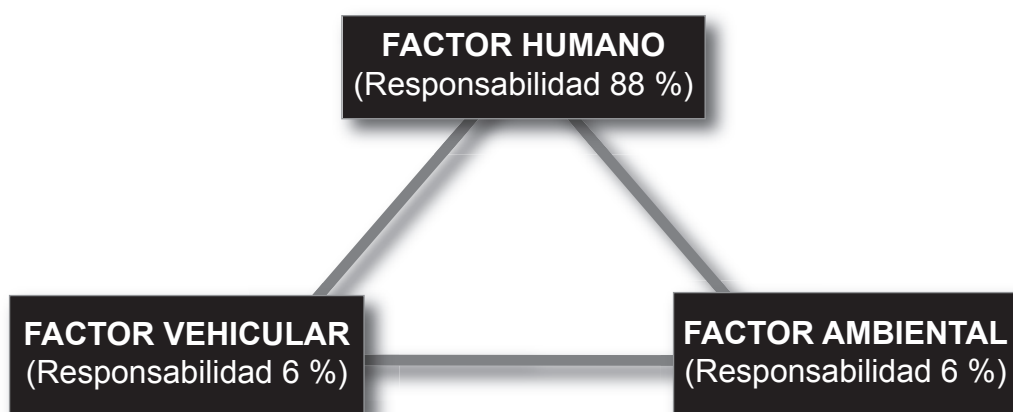 FACTOR HUMANO
(Responsabilidad 88 %)
FACTOR VEHICULAR
(Responsabilidad 6 %)
FACTOR AMBIENTAL
(Responsabilidad 6 %)